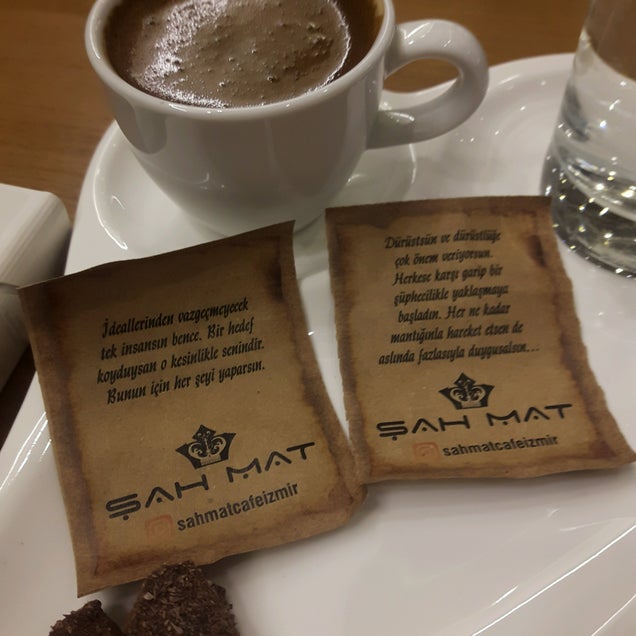 İdeallerinden vazgeçmeyecek
tek insansın bence. Bir hedef
koyduysan o kesinlikle senindir.
Bunun için her şeyi yaparsın.
ŞAH MAT
sahmatcafeizmir
Dürüstsün ve dürüstlüğe
çok önem veriyorsun.
Herkese karşı garip bir
şüphecilikle yaklaşmaya
başladın. Her ne kadar
mantığınla hareket etsen de
aslında fazlasıyla duygusalsın...
ŞAH MAT
sahmatcafeizmir